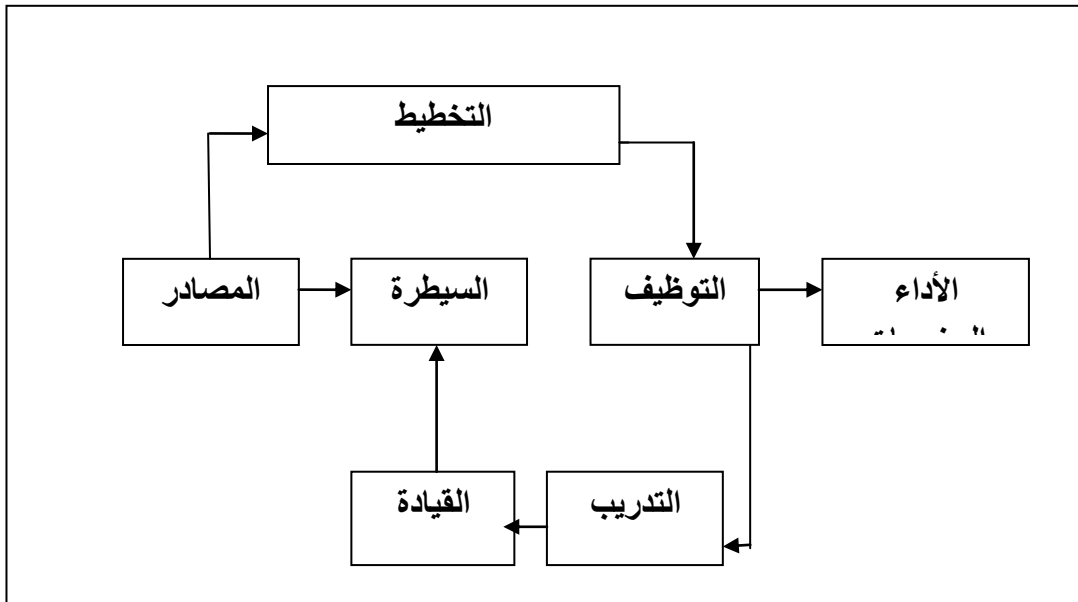 التخطيط
التوظيف
الأداء
السيطرة
المصادر
التدريب
القيادة